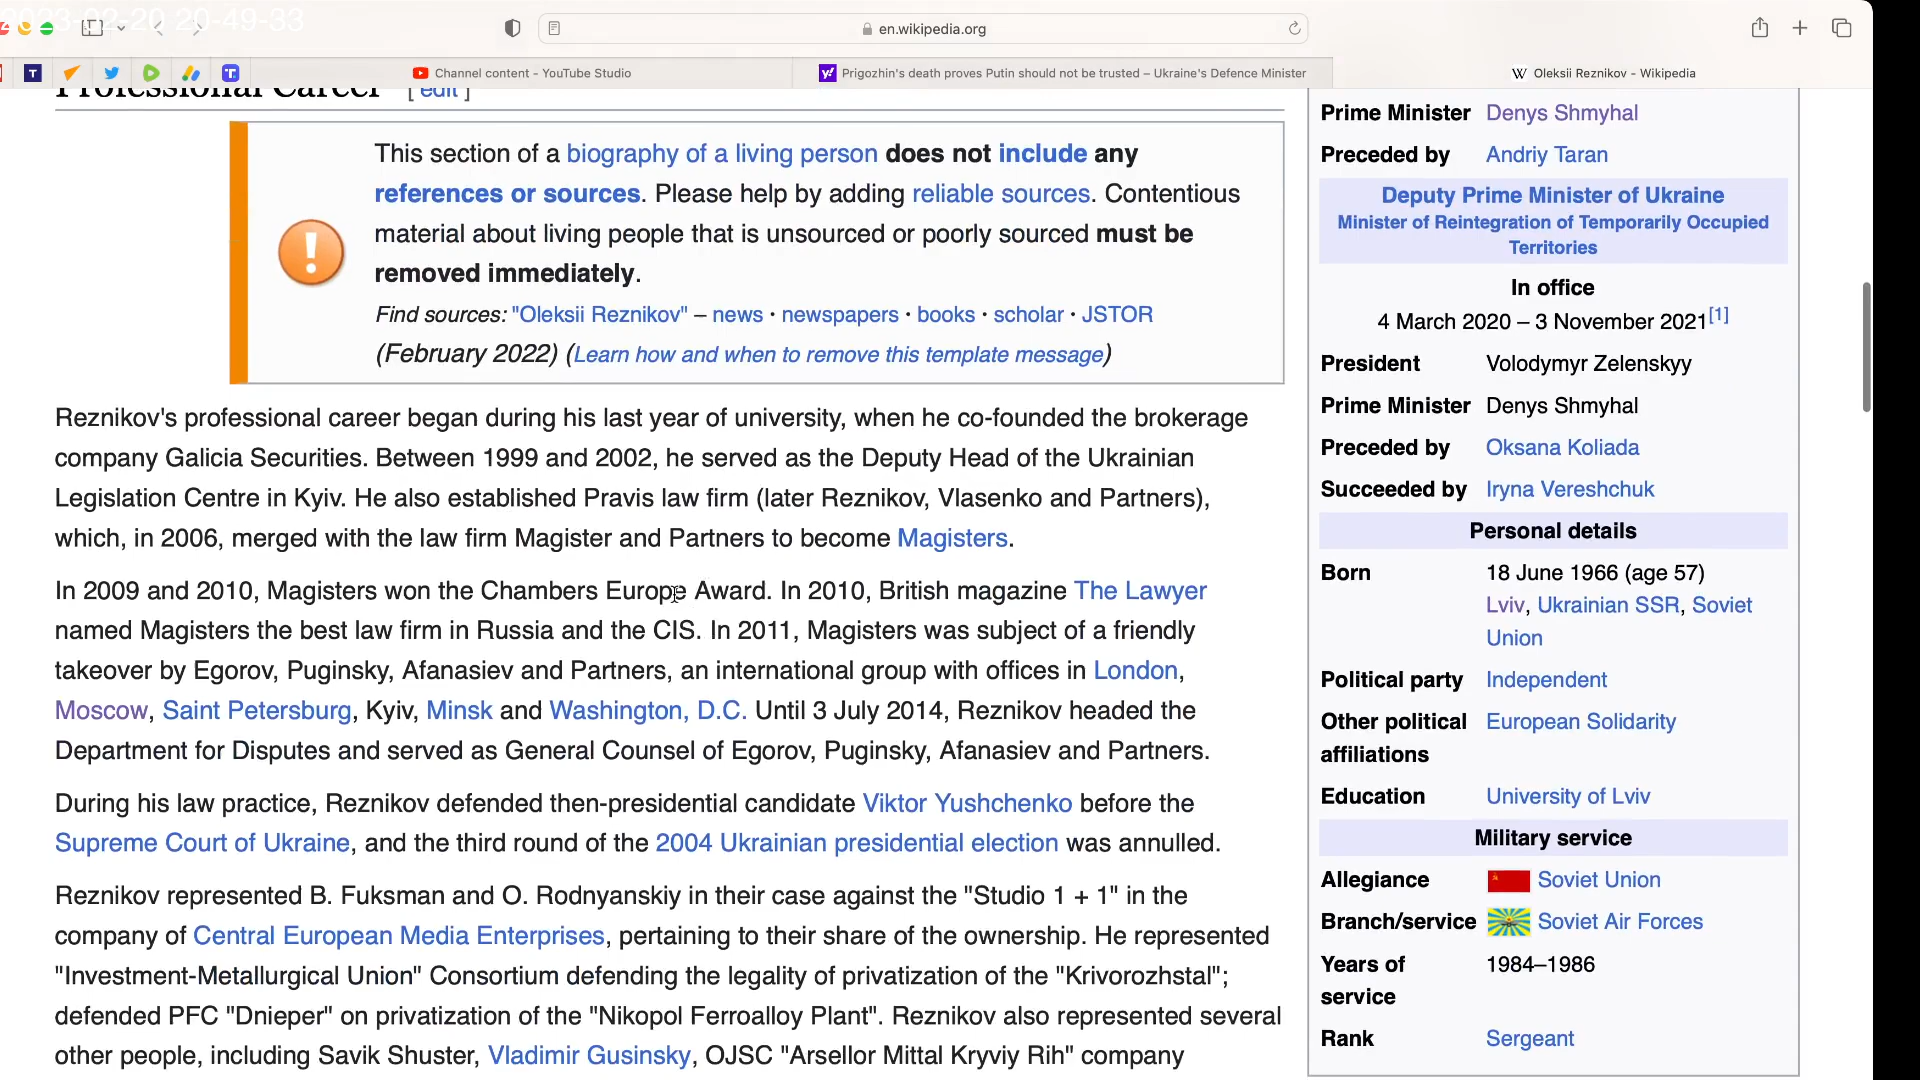 2023-02-20 20-49-33
en.wikipedia.org
T
T
Channel content - YouTube Studio
Prigozhin's death proves Putin should not be trusted – Ukraine's Defence Minister
W Oleksii Reznikov - Wikipedia
Professional Career [ edit ]
This section of a biography of a living person does not include any
references or sources. Please help by adding reliable sources. Contentious
material about living people that is unsourced or poorly sourced must be
removed immediately.
Find sources: "Oleksii Reznikov" – news · newspapers · books · scholar · JSTOR
(February 2022) (Learn how and when to remove this template message)
Reznikov's professional career began during his last year of university, when he co-founded the brokerage
company Galicia Securities. Between 1999 and 2002, he served as the Deputy Head of the Ukrainian
Legislation Centre in Kyiv. He also established Pravis law firm (later Reznikov, Vlasenko and Partners),
which, in 2006, merged with the law firm Magister and Partners to become Magisters.
In 2009 and 2010, Magisters won the Chambers Europe Award. In 2010, British magazine The Lawyer
named Magisters the best law firm in Russia and the CIS. In 2011, Magisters was subject of a friendly
takeover by Egorov, Puginsky, Afanasiev and Partners, an international group with offices in London,
Moscow, Saint Petersburg, Kyiv, Minsk and Washington, D.C. Until 3 July 2014, Reznikov headed the
Department for Disputes and served as General Counsel of Egorov, Puginsky, Afanasiev and Partners.
During his law practice, Reznikov defended then-presidential candidate Viktor Yushchenko before the
Supreme Court of Ukraine, and the third round of the 2004 Ukrainian presidential election was annulled.
Reznikov represented B. Fuksman and O. Rodnyanskiy in their case against the "Studio 1 + 1" in the
company of Central European Media Enterprises, pertaining to their share of the ownership. He represented
"Investment-Metallurgical Union" Consortium defending the legality of privatization of the "Krivorozhstal";
defended PFC "Dnieper" on privatization of the "Nikopol Ferroalloy Plant". Reznikov also represented several
other people, including Savik Shuster, Vladimir Gusinsky, OJSC "Arsellor Mittal Kryviy Rih" company
Prime Minister Denys Shmyhal
Preceded by Andriy Taran
Deputy Prime Minister of Ukraine
Minister of Reintegration of Temporarily Occupied
Territories
In office
4 March 2020 – 3 November 2021[1]
President Volodymyr Zelenskyy
Prime Minister Denys Shmyhal
Preceded by Oksana Koliada
Succeeded by Iryna Vereshchuk
Personal details
Born 18 June 1966 (age 57)
Lviv, Ukrainian SSR, Soviet
Union
Political party Independent
Other political European Solidarity
affiliations
Education University of Lviv
Military service
Allegiance Soviet Union
Branch/service Soviet Air Forces
Years of 1984–1986
service
Rank Sergeant